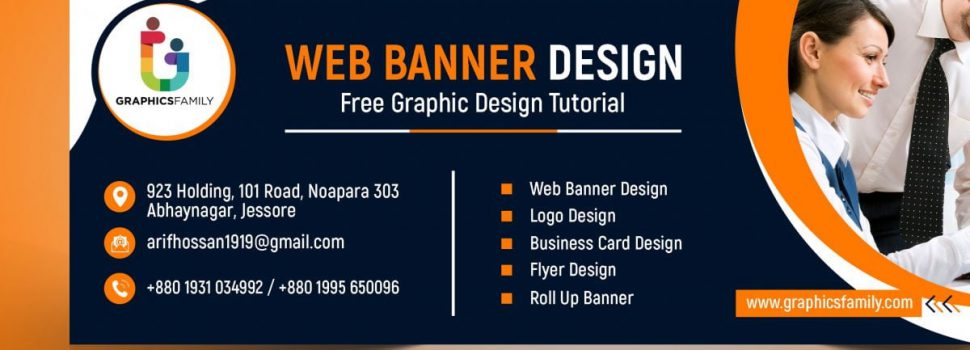 GRAPHICSFAMILY
WEB BANNER DESIGN
Free Graphic Design Tutorial
923 Holding, 101 Road, Noapara 303
Abhaynagar, Jessore
arifhossan1919@gmail.com
+880 1931 034992 / +880 1995 650096
Web Banner Design
Logo Design
Business Card Design
Flyer Design
Roll Up Banner
www.graphicsfamily.com